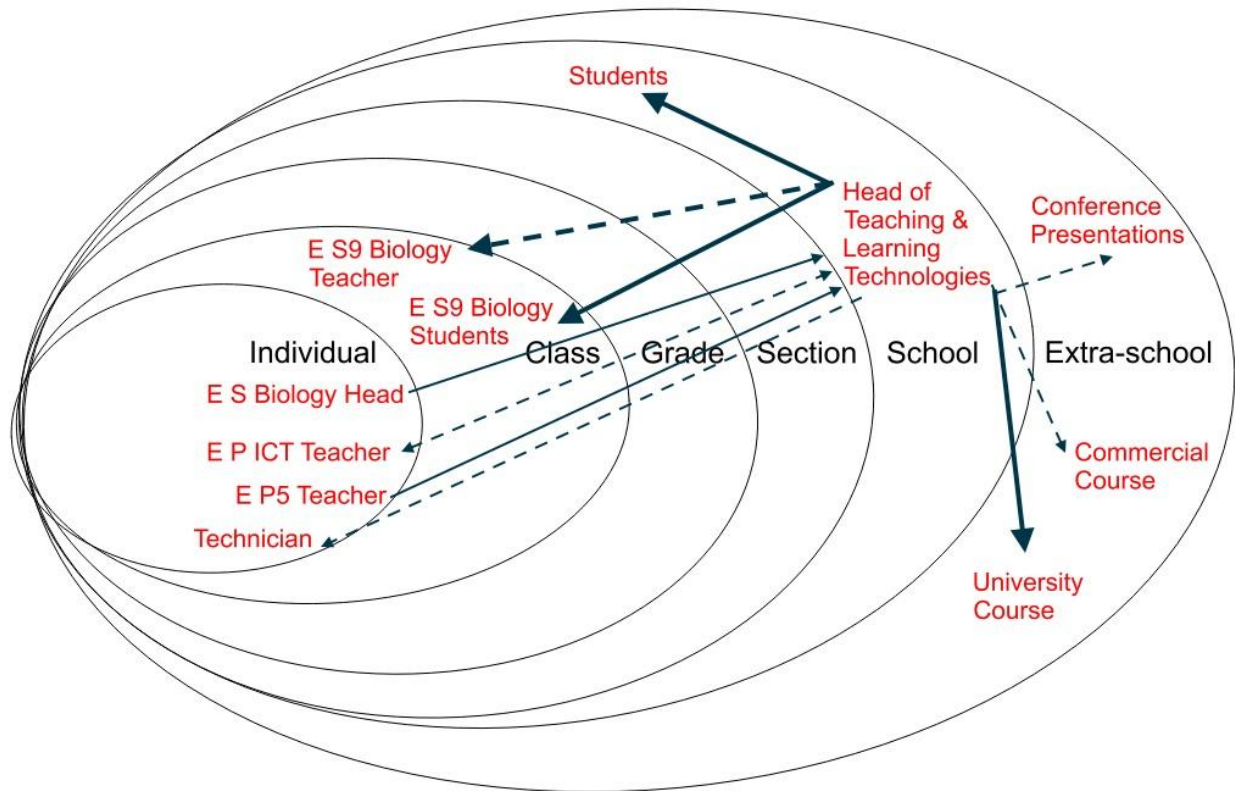 Students
Head of
Teaching &
Learning
Technologies
Conference
Presentations
E S9 Biology
Teacher
E S9 Biology
Students
Individual
Class
Grade
Section
School
Extra-school
E S Biology Head
E P ICT Teacher
E P5 Teacher
Technician
Commercial
Course
University
Course